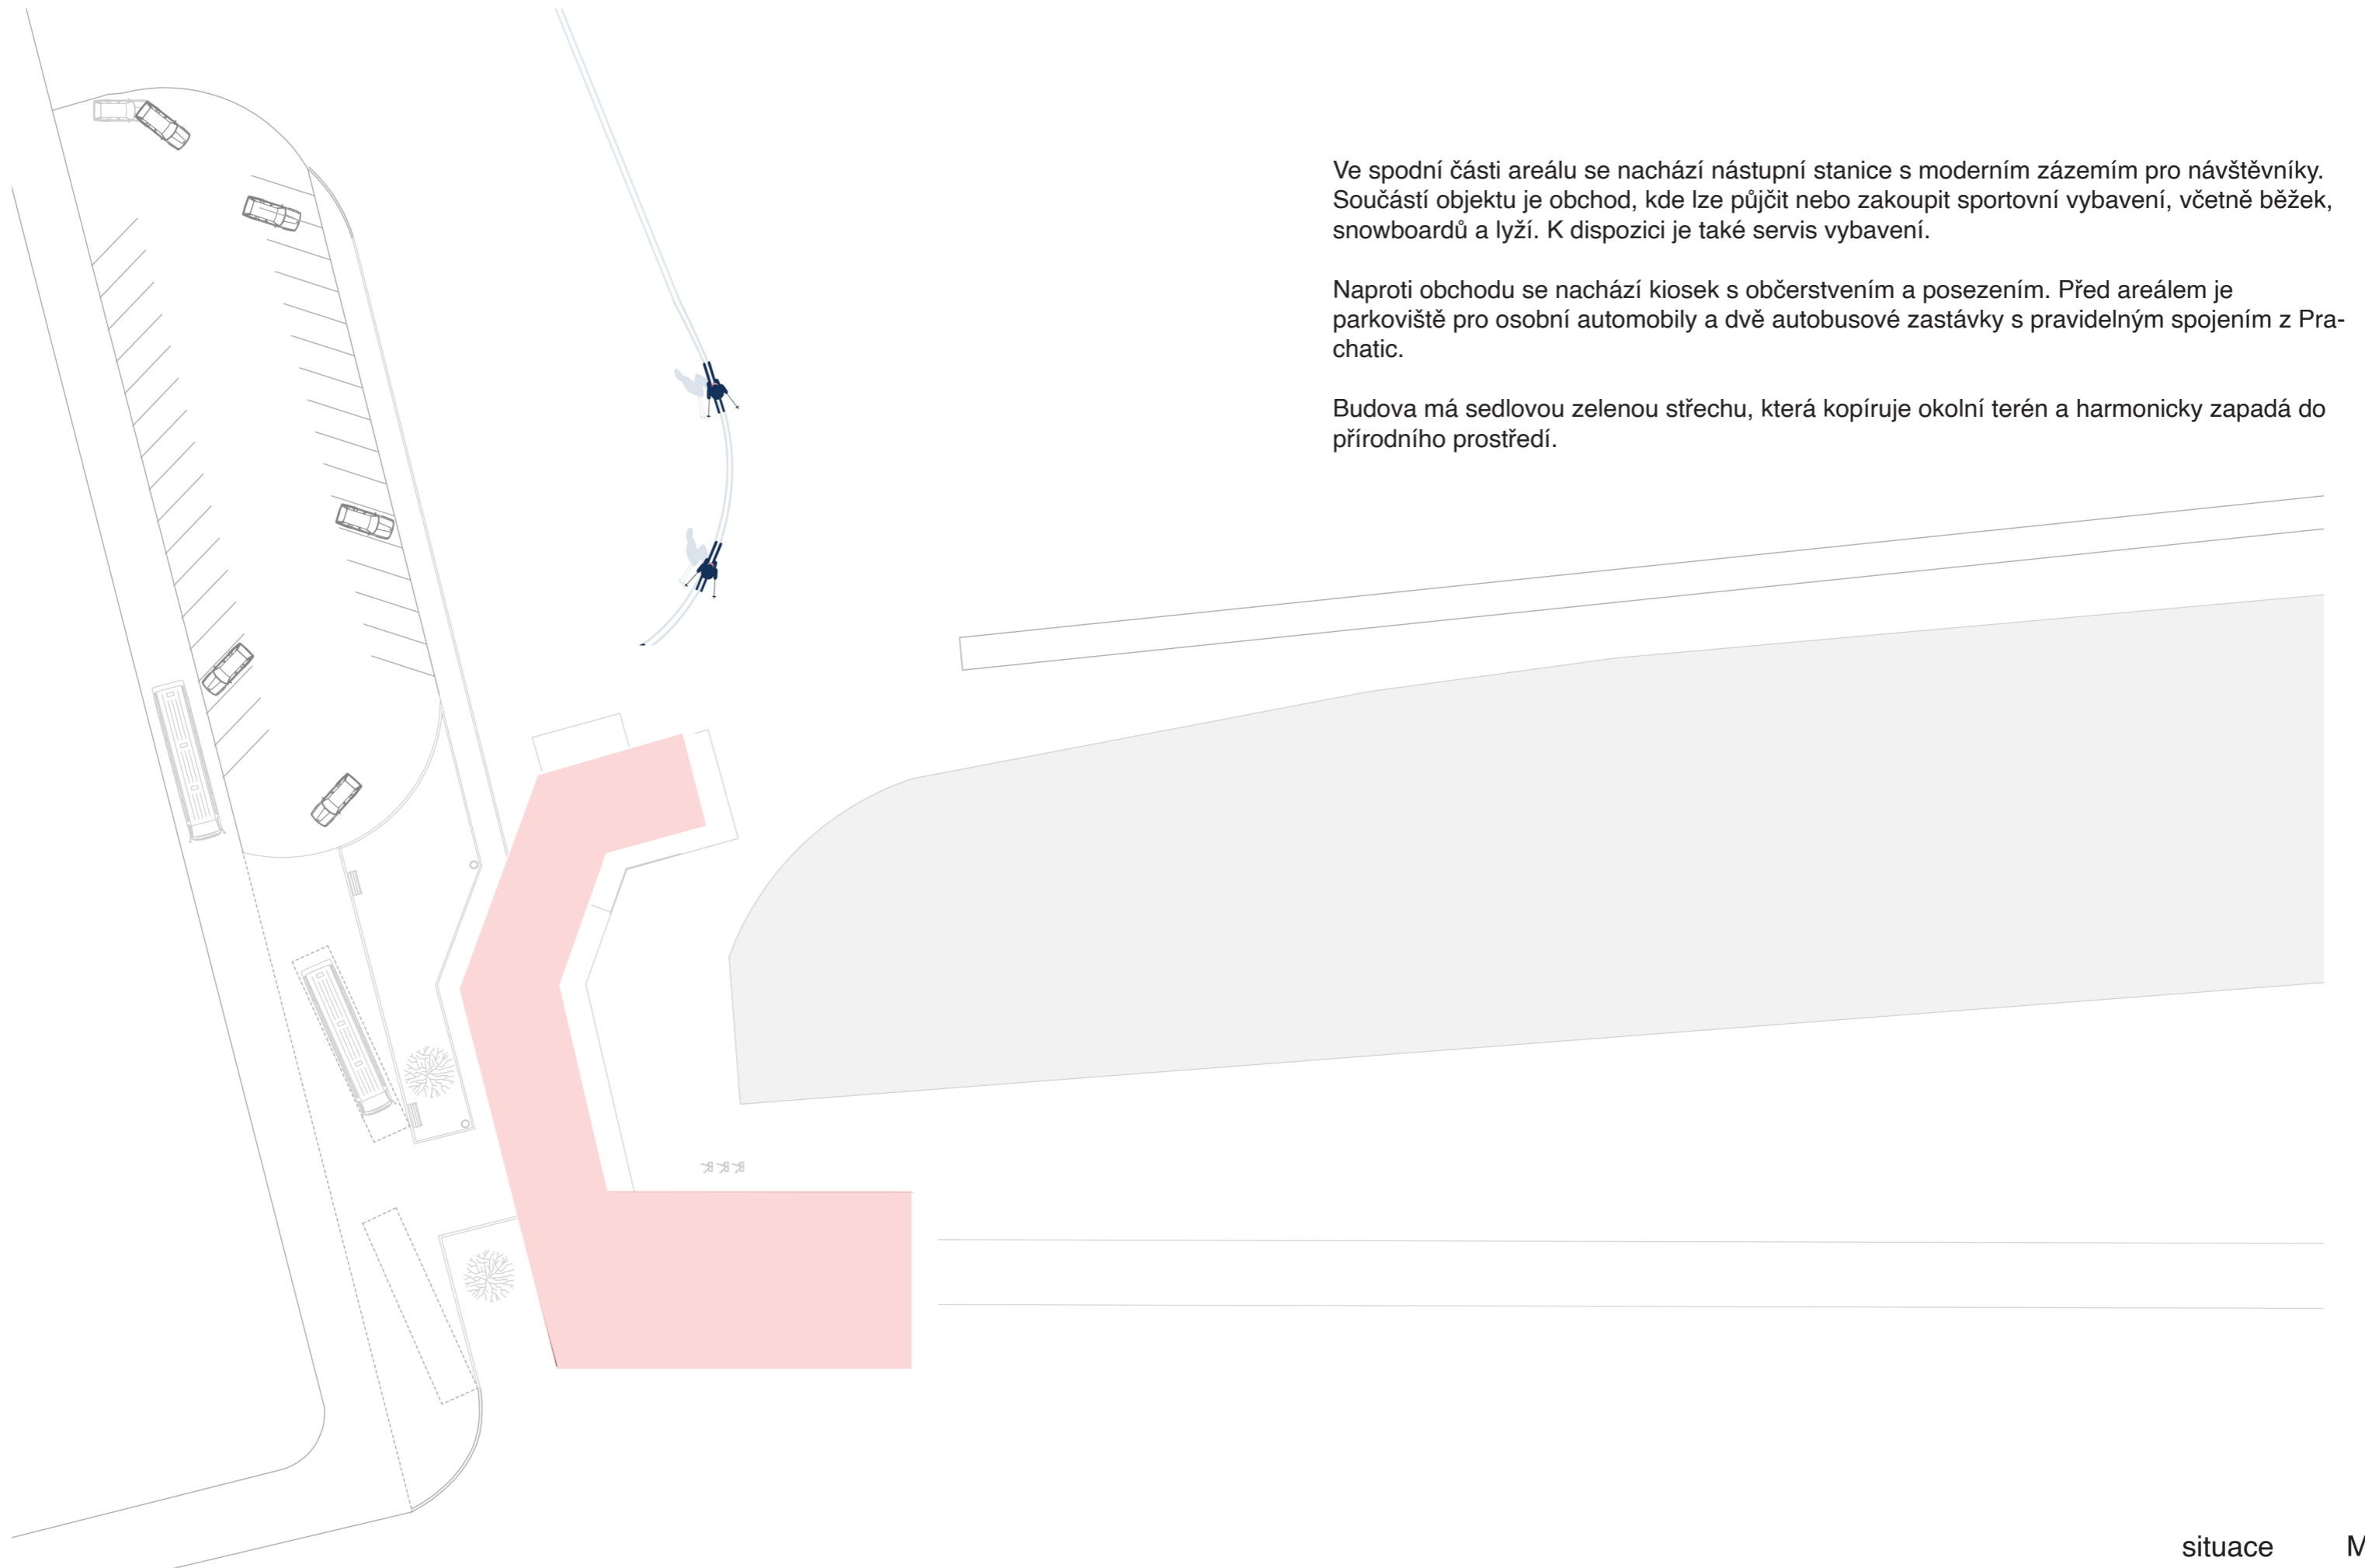 Ve spodní části areálu se nachází nástupní stanice s moderním zázemím pro návštěvníky.
Součástí objektu je obchod, kde lze půjčit nebo zakoupit sportovní vybavení, včetně běžek,
snowboardů a lyží. K dispozici je také servis vybavení.
Naproti obchodu se nachází kiosek s občerstvením a posezením. Před areálem je
parkoviště pro osobní automobily a dvě autobusové zastávky s pravidelným spojením z Pra-
chatic.
Budova má sedlovou zelenou střechu, která kopíruje okolní terén a harmonicky zapadá do
přírodního prostředí.
situace M